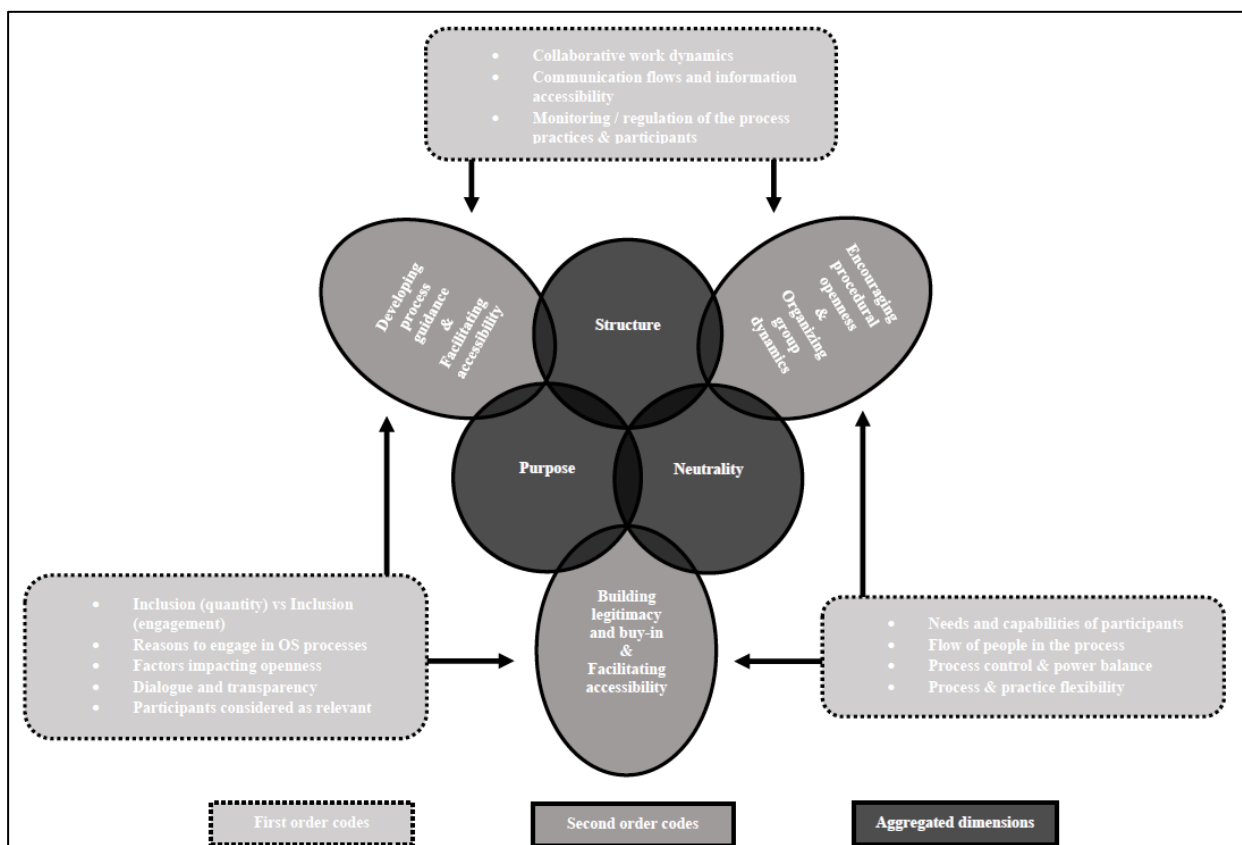 • Collaborative work dynamics
• Communication flows and information
accessibility
• Monitoring / regulation of the process
practices & participants
Developing
process
guidance
&
Facilitating
accessibility
Structure
Encouraging
procedural
openness
&
Organizing
group
dynamics
Purpose
Neutrality
• Inclusion (quantity) vs Inclusion
(engagement)
• Reasons to engage in OS processes
• Factors impacting openness
• Dialogue and transparency
• Participants considered as relevant
Building
legitimacy
and buy-in
&
Facilitating
accessibility
• Needs and capabilities of participants
• Flow of people in the process
• Process control & power balance
• Process & practice flexibility
First order codes
Second order codes
Aggregated dimensions